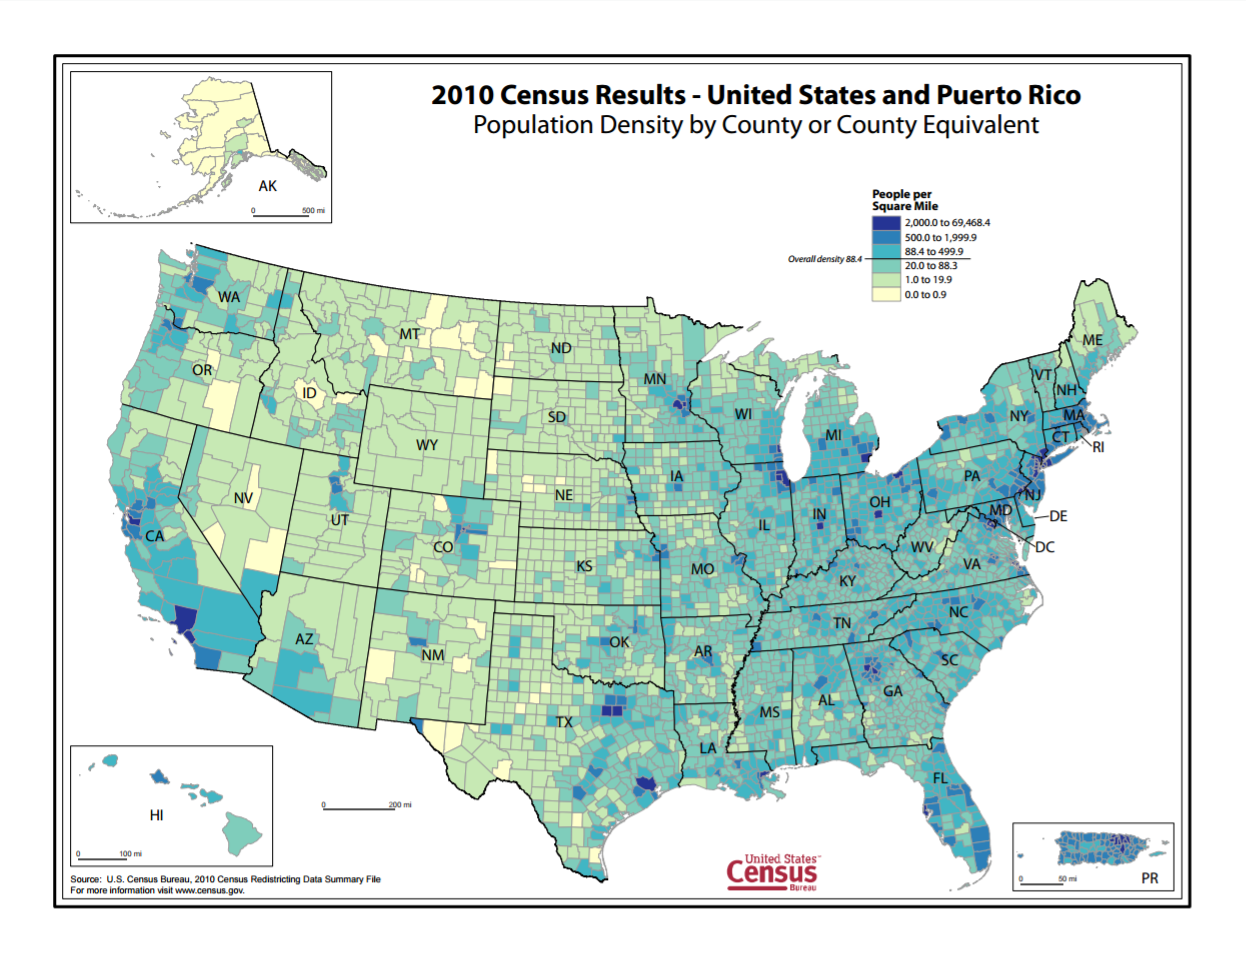 2010 Census Results - United States and Puerto Rico
Population Density by County or County Equivalent
AK
0 500 mi
People per
Square Mile
2,000.0 to 69,468.4
500.0 to 1,999.9
88.4 to 499.9
Overall density 88.4
20.0 to 88.3
1.0 to 19.9
0.0 to 0.9
WA
MT
ND
MN
ME
OR
ID
SD
WI
MI
VT
NH
NY
MA
CT
RI
WY
IA
PA
NJ
NV
NE
OH
MD
DE
UT
IL
IN
CA
CO
WV
DC
KS
MO
VA
KY
NC
AZ
OK
TN
NM
AR
SC
GA
TX
MS
AL
LA
FL
HI
0 100 mi
0 200 mi
PR
0 50 mi
United States™
Census
Bureau
Source: U.S. Census Bureau, 2010 Census Redistricting Data Summary File
For more information visit www.census.gov.